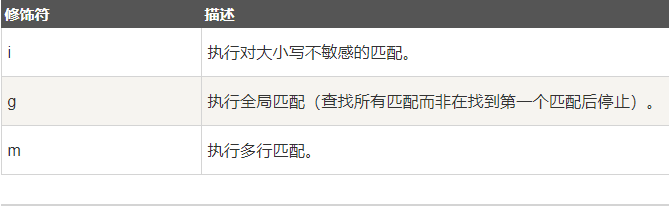 修饰符 描述
i 执行对大小写不敏感的匹配。
g 执行全局匹配（查找所有匹配而非在找到第一个匹配后停止）。
m 执行多行匹配。